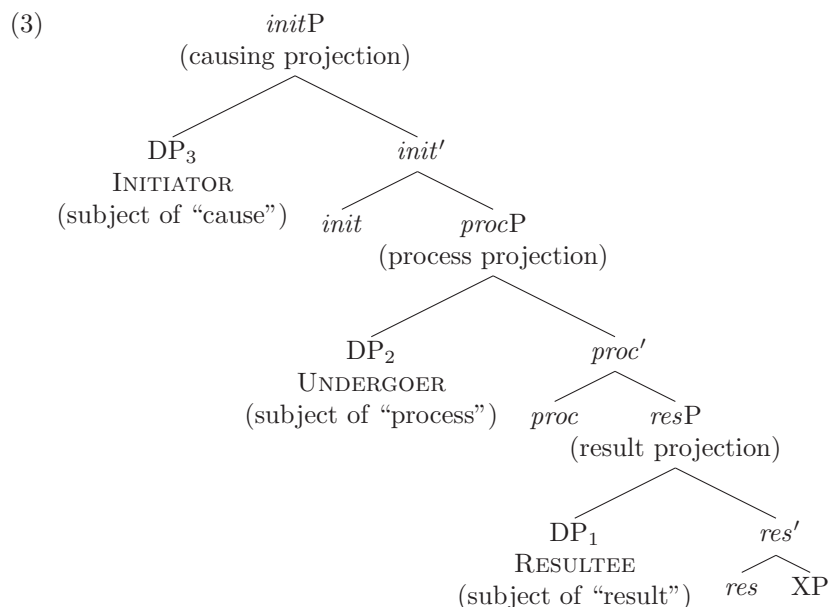 (3)
initP
(causing projection)
DP₃ init′
INITIATOR
(subject of “cause”) init procP
(process projection)
DP₂ proc′
UNDERGOER
(subject of “process”) proc resP
(result projection)
DP₁ res′
RESULTEE
(subject of “result”) res XP